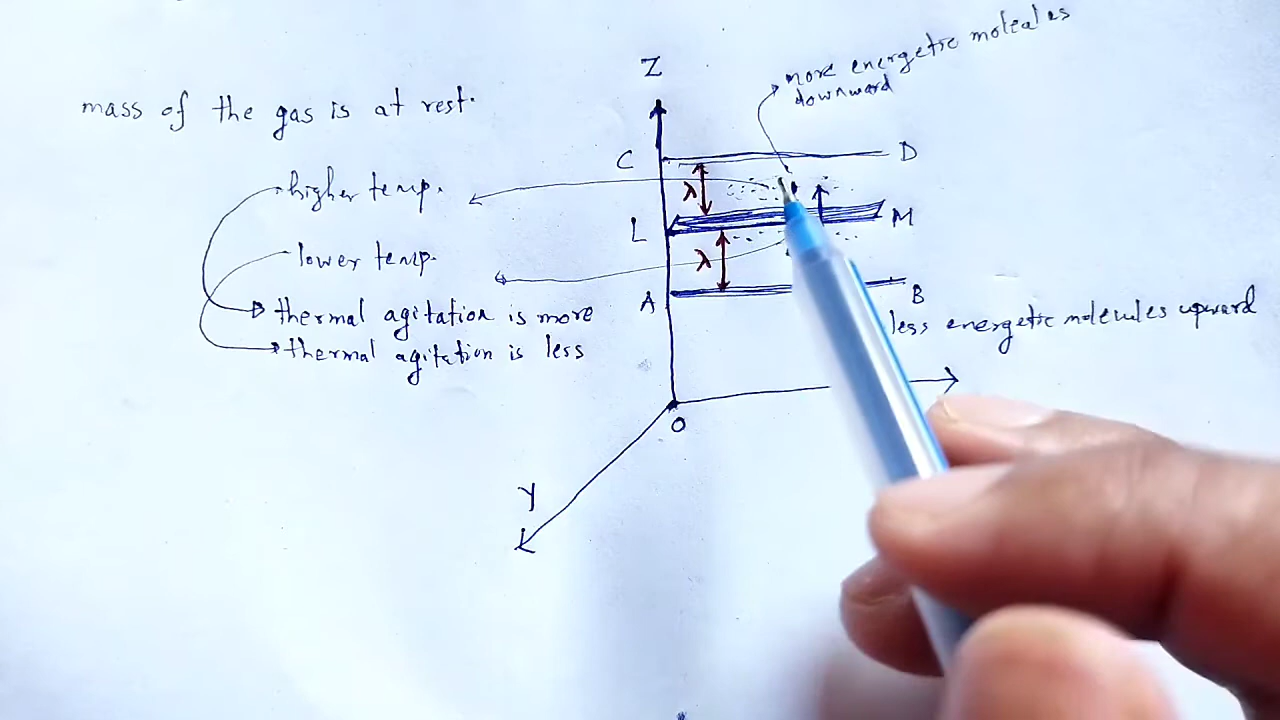 more energetic molecules
downward
Z
mass of the gas is at rest.
C
D
higher temp.
λ
L
M
lower temp.
λ
A
B
thermal agitation is more
less energetic molecules upward
thermal agitation is less
O
Y